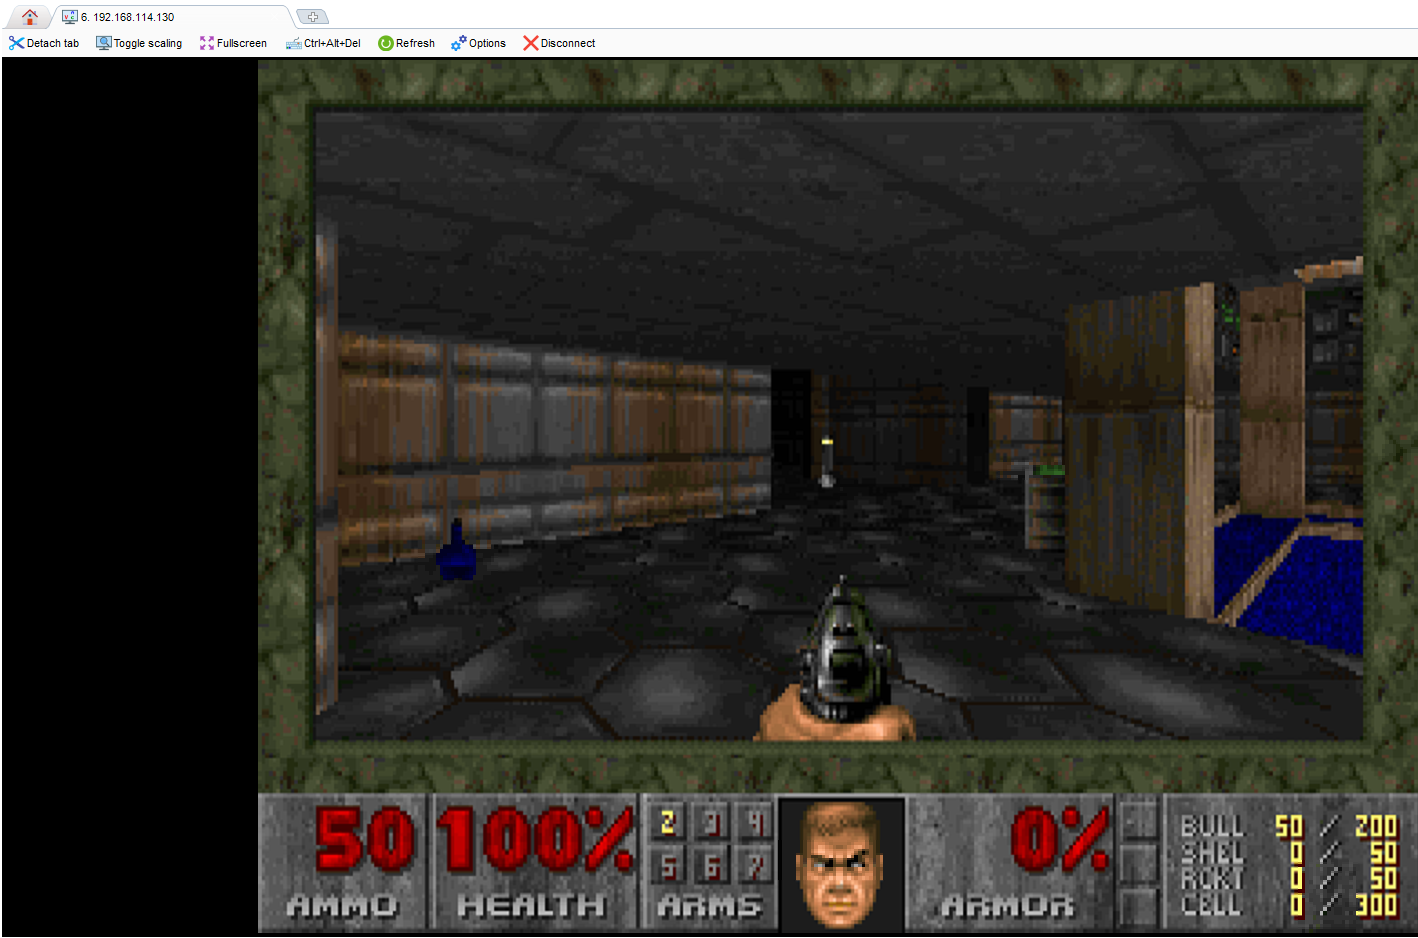 6. 192.168.114.130
Detach tab Toggle scaling Fullscreen Ctrl+Alt+Del Refresh Options Disconnect
50 100% 2 3 4 0% BULL 50 / 200
5 6 7 SHEL 0 / 50
RCKT 0 / 50
AMMO HEALTH ARMS ARMOR CELL 0 / 300